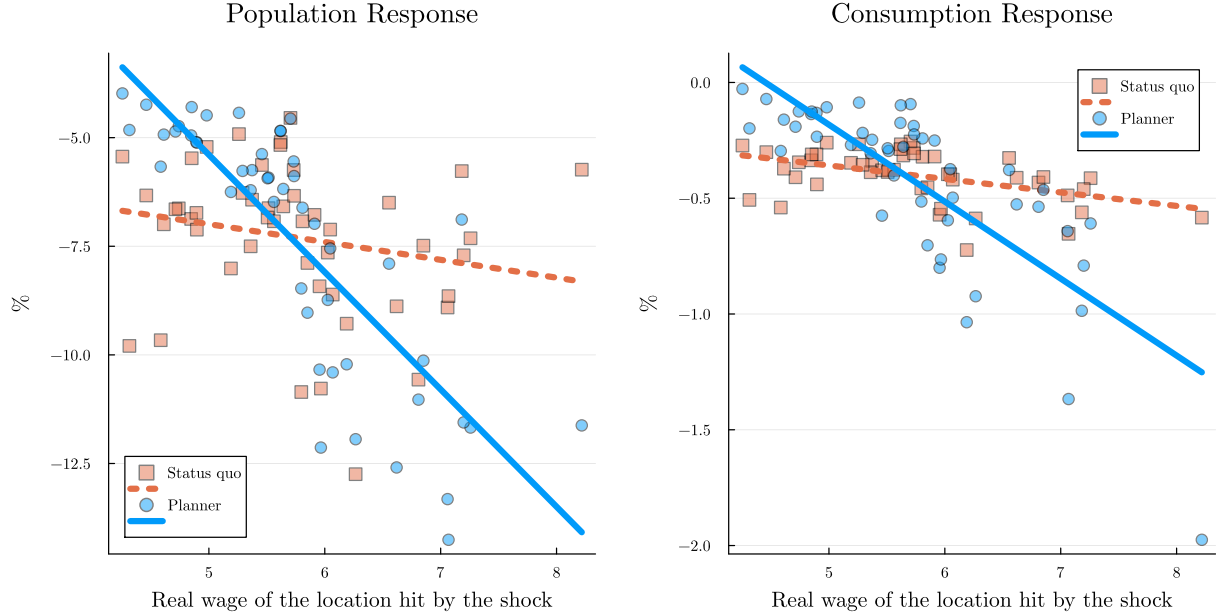 Population Response
−5.0
−7.5
−10.0
−12.5
%
Status quo
Planner
5
6
7
8
Real wage of the location hit by the shock
Consumption Response
0.0
−0.5
−1.0
−1.5
−2.0
%
Status quo
Planner
5
6
7
8
Real wage of the location hit by the shock